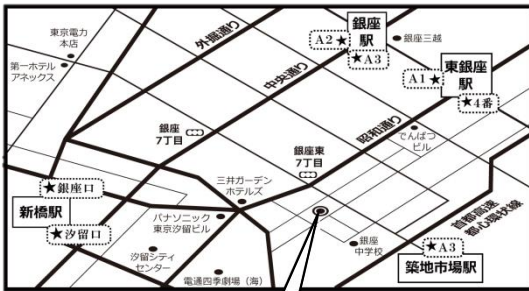 東京電力
本店
第一ホテル
アネックス
外堀通り
中央通り
昭和通り
銀座
駅
A2★
★A3
銀座三越
東銀座
駅
A1★
★4番
でんぱつ
ビル
銀座
7丁目
銀座東
7丁目
三井ガーデン
ホテルズ
★銀座口
新橋駅
★汐留口
パナソニック
東京汐留ビル
汐留シティ
センター
電通四季劇場（海）
銀座
中学校
首都高速
都心環状線
★A3
築地市場駅